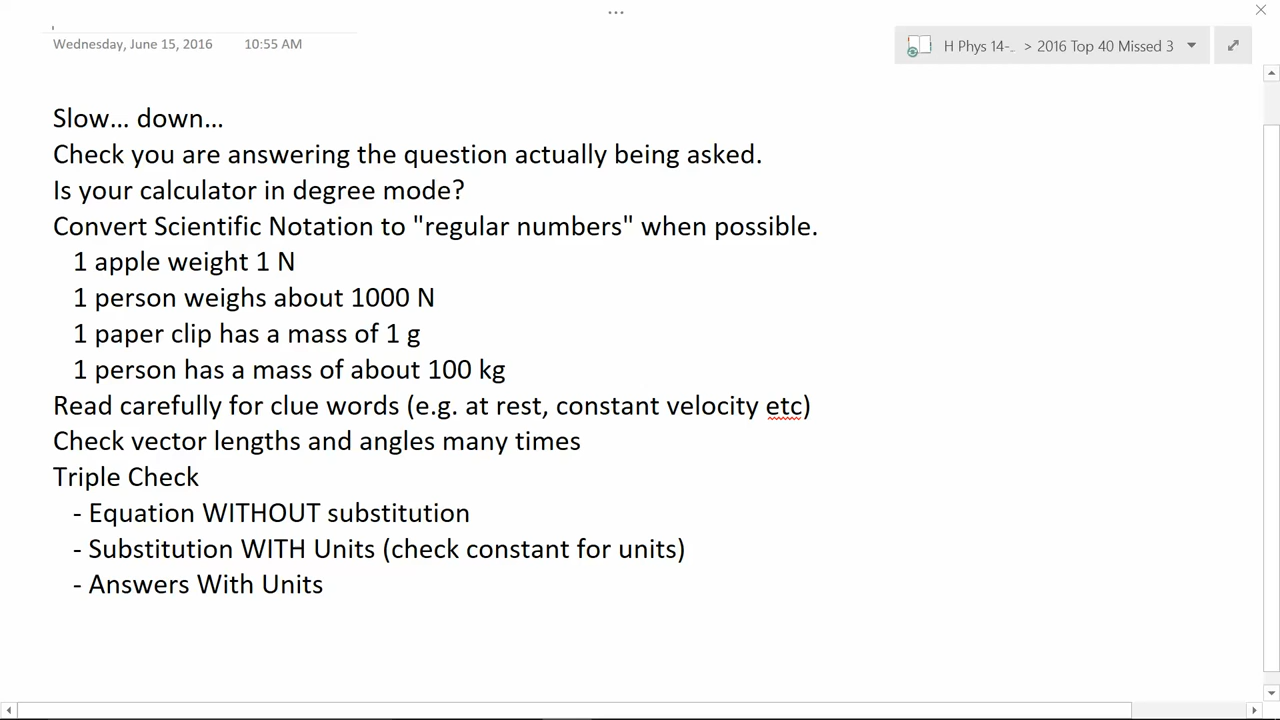 Wednesday, June 15, 2016 10:55 AM
H Phys 14-.. > 2016 Top 40 Missed 3
Slow... down...
Check you are answering the question actually being asked.
Is your calculator in degree mode?
Convert Scientific Notation to "regular numbers" when possible.
1 apple weight 1 N
1 person weighs about 1000 N
1 paper clip has a mass of 1 g
1 person has a mass of about 100 kg
Read carefully for clue words (e.g. at rest, constant velocity etc)
Check vector lengths and angles many times
Triple Check
- Equation WITHOUT substitution
- Substitution WITH Units (check constant for units)
- Answers With Units